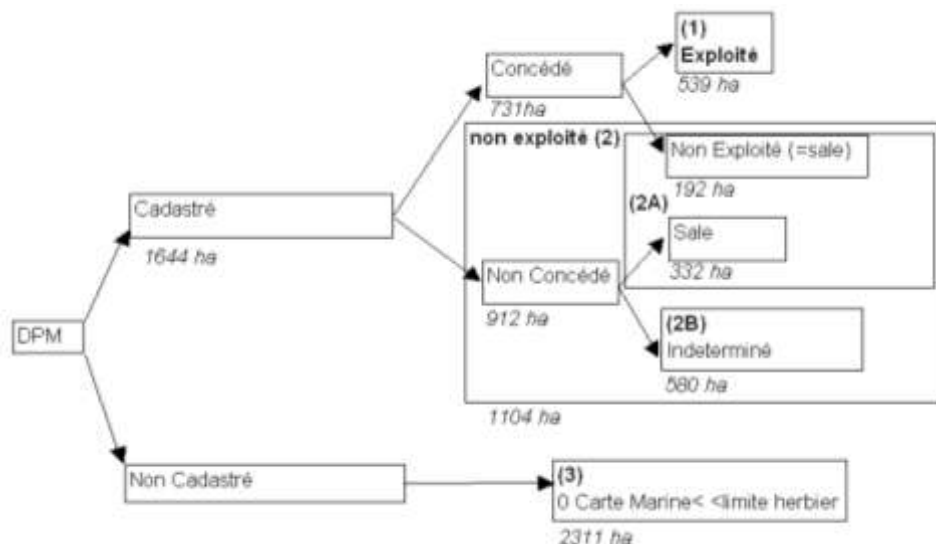 (1)
Exploité
539 ha
Concédé
731ha
non exploité (2)
Non Exploité (=sale)
192 ha
(2A)
Cadastré
1644 ha
Sale
332 ha
Non Concédé
912 ha
(2B)
Indeterminé
580 ha
DPM
1104 ha
Non Cadastré
(3)
0 Carte Marine< <limite herbier
2311 ha